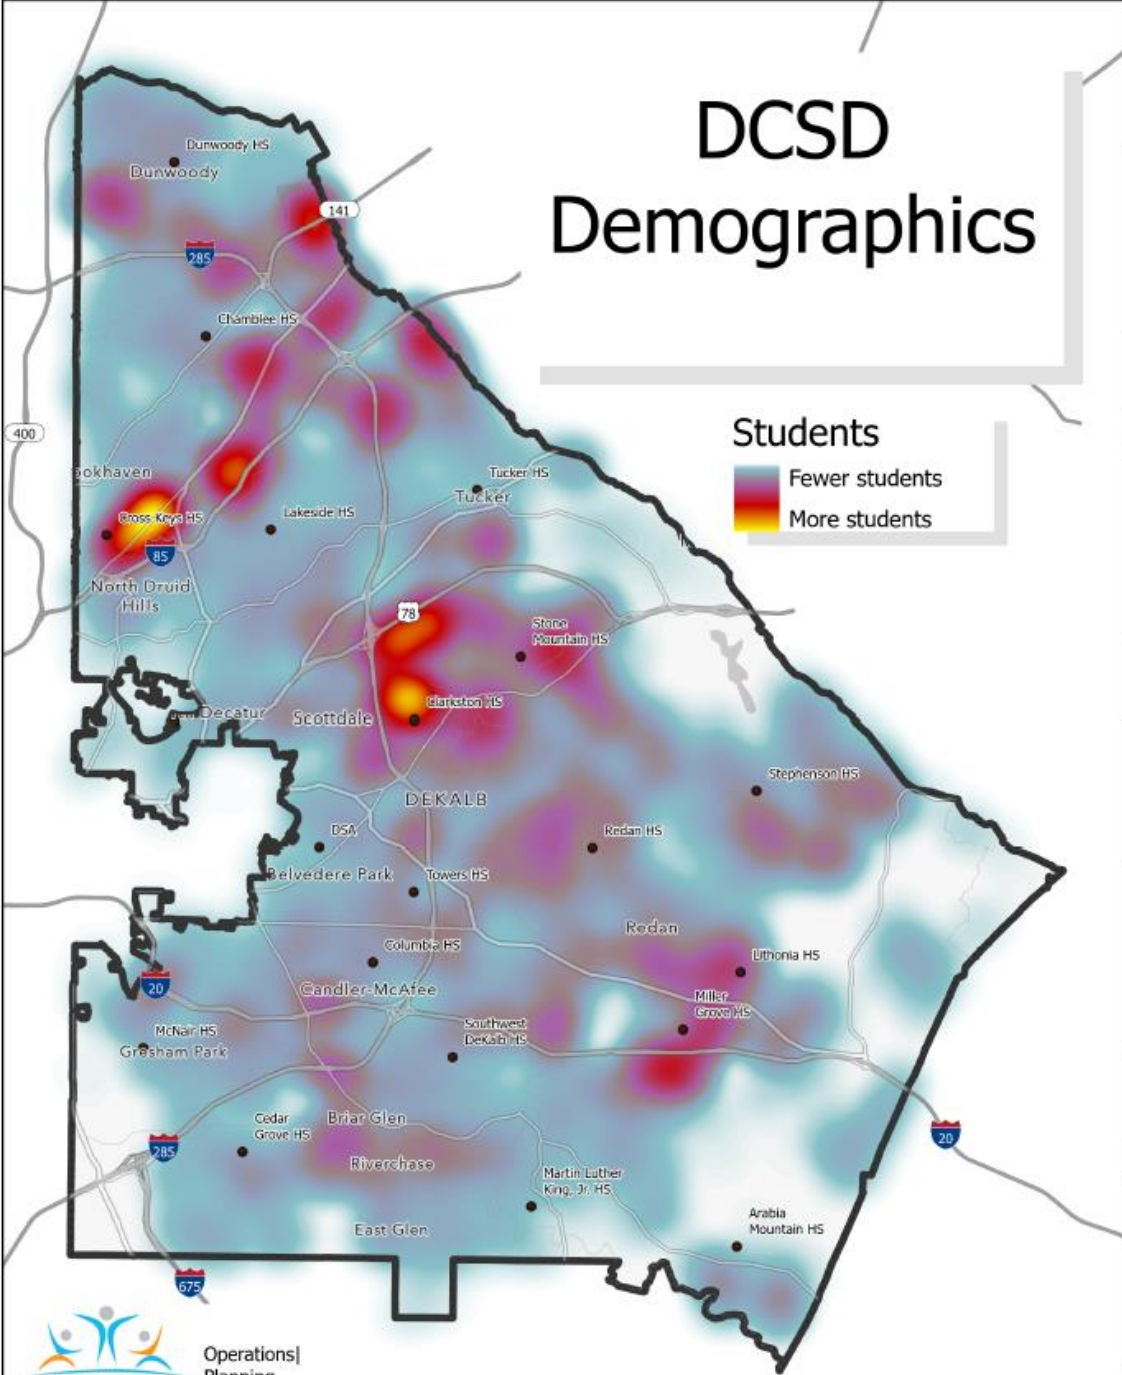 DCSD
Demographics
Dunwoody HS
Dunwoody
141
285
Chamblee HS
400
Students
Fewer students
More students
ookhaven
Tucker HS
Tucker
Cross Keys HS
Lakeside HS
85
North Druid
Hills
78
Stone
Mountain HS
Clarkston HS
Decatur
Scottdale
Stephenson HS
DEKALB
DSA
Redan HS
Belvedere Park
Towers HS
Redan
Columbia HS
Lithonia HS
20
Candler-McAfee
Miller
Grove HS
McNair HS
Southwest
DeKalb HS
Gresham Park
Cedar
Grove HS
Briar Glen
20
285
Riverchase
Martin Luther
King, Jr. HS
East Glen
Arabia
Mountain HS
675
Operations|
Planning